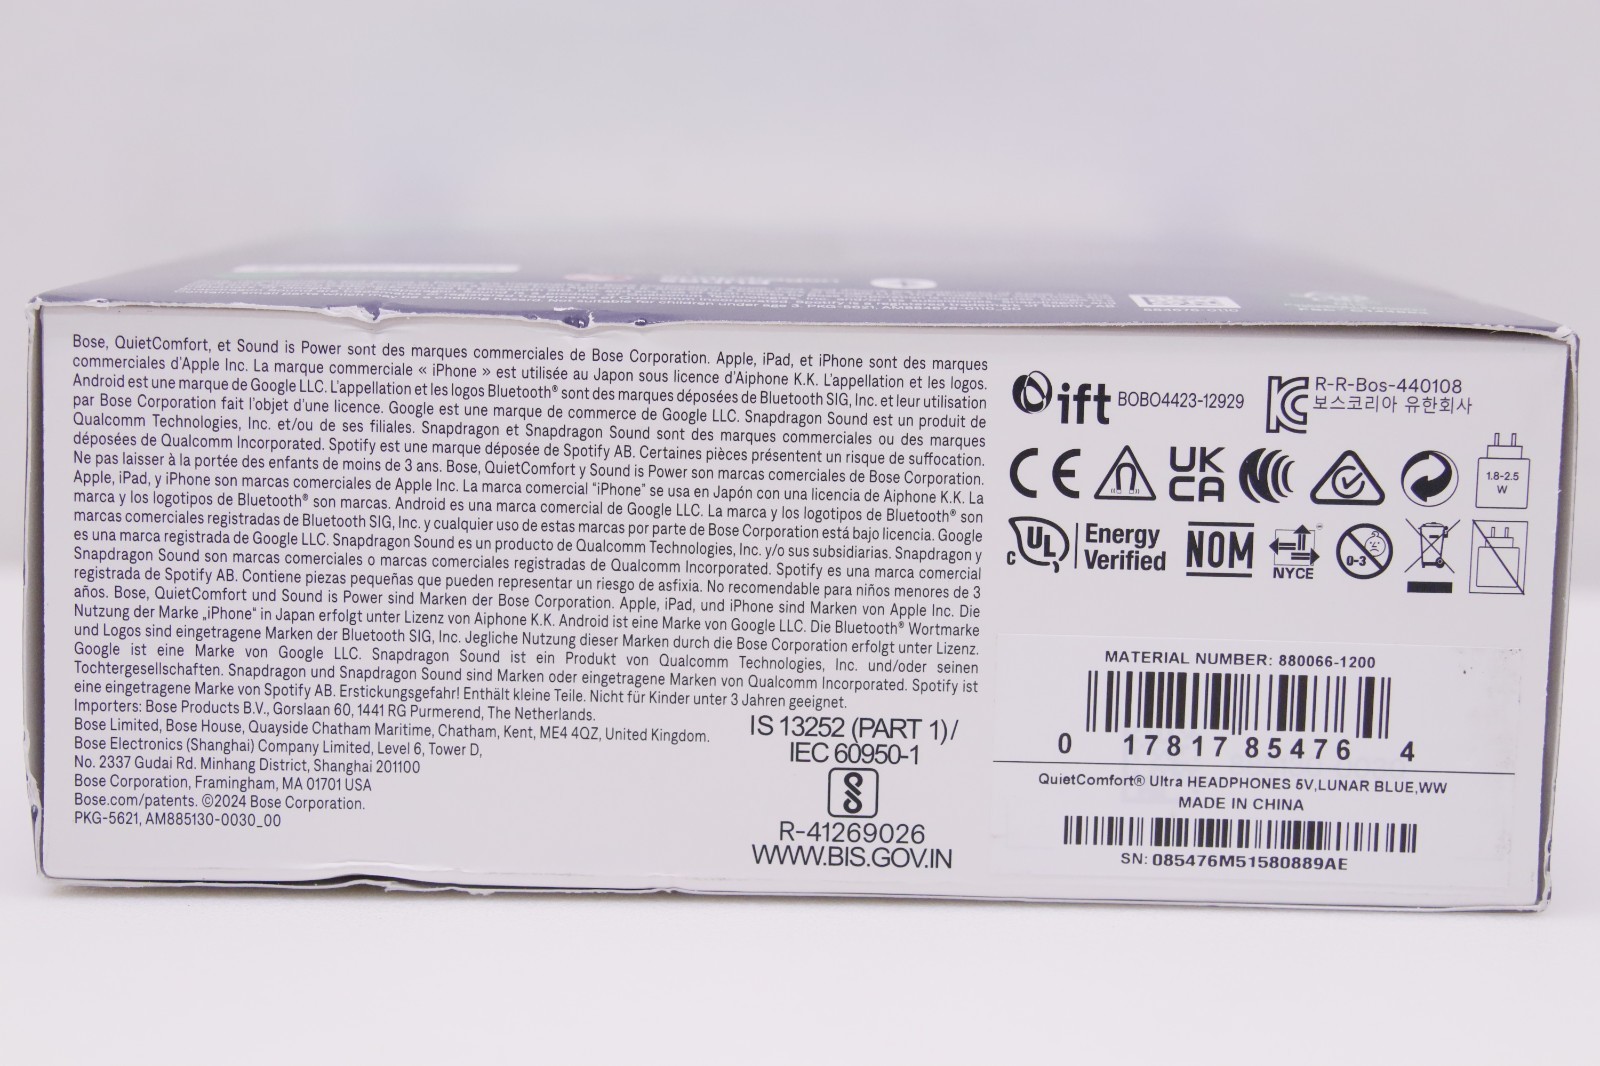 PKG-5621, AM884878-0110_00
Bose, QuietComfort, et Sound is Power sont des marques commerciales de Bose Corporation. Apple, iPad, et iPhone sont des marques
commerciales d'Apple Inc. La marque commerciale « iPhone » est utilisée au Japon sous licence d'Aiphone K.K. L'appellation et les logos.
Android est une marque de Google LLC. L'appellation et les logos Bluetooth® sont des marques déposées de Bluetooth SIG, Inc. et leur utilisation
par Bose Corporation fait l'objet d'une licence. Google est une marque de commerce de Google LLC. Snapdragon Sound est un produit de
Qualcomm Technologies, Inc. et/ou de ses filiales. Snapdragon et Snapdragon Sound sont des marques commerciales ou des marques
déposées de Qualcomm Incorporated. Spotify est une marque déposée de Spotify AB. Certaines pièces présentent un risque de suffocation.
Ne pas laisser à la portée des enfants de moins de 3 ans. Bose, QuietComfort y Sound is Power son marcas comerciales de Bose Corporation.
Apple, iPad, y iPhone son marcas comerciales de Apple Inc. La marca comercial "iPhone" se usa en Japón con una licencia de Aiphone K.K. La
marca y los logotipos de Bluetooth® son marcas. Android es una marca comercial de Google LLC. La marca y los logotipos de Bluetooth® son
marcas comerciales registradas de Bluetooth SIG, Inc. y cualquier uso de estas marcas por parte de Bose Corporation está bajo licencia. Google
es una marca registrada de Google LLC. Snapdragon Sound es un producto de Qualcomm Technologies, Inc. y/o sus subsidiarias. Snapdragon y
Snapdragon Sound son marcas comerciales o marcas comerciales registradas de Qualcomm Incorporated. Spotify es una marca comercial
registrada de Spotify AB. Contiene piezas pequeñas que pueden representar un riesgo de asfixia. No recomendable para niños menores de 3
años. Bose, QuietComfort und Sound is Power sind Marken der Bose Corporation. Apple, iPad, und iPhone sind Marken von Apple Inc. Die
Nutzung der Marke „iPhone“ in Japan erfolgt unter Lizenz von Aiphone K.K. Android ist eine Marke von Google LLC. Die Bluetooth® Wortmarke
und Logos sind eingetragene Marken der Bluetooth SIG, Inc. Jegliche Nutzung dieser Marken durch die Bose Corporation erfolgt unter Lizenz.
Google ist eine Marke von Google LLC. Snapdragon Sound ist ein Produkt von Qualcomm Technologies, Inc. und/oder seinen
Tochtergesellschaften. Snapdragon und Snapdragon Sound sind Marken oder eingetragene Marken von Qualcomm Incorporated. Spotify ist
eine eingetragene Marke von Spotify AB. Erstickungsgefahr! Enthält kleine Teile. Nicht für Kinder unter 3 Jahren geeignet.
Importers: Bose Products B.V., Gorslaan 60, 1441 RG Purmerend, The Netherlands.
Bose Limited, Bose House, Quayside Chatham Maritime, Chatham, Kent, ME4 4QZ, United Kingdom.
Bose Electronics (Shanghai) Company Limited, Level 6, Tower D,
No. 2337 Gudai Rd. Minhang District, Shanghai 201100
Bose Corporation, Framingham, MA 01701 USA
Bose.com/patents. ©2024 Bose Corporation.
PKG-5621, AM885130-0030_00
IS 13252 (PART 1)/
IEC 60950-1
R-41269026
WWW.BIS.GOV.IN
ift BOBO4423-12929
R-R-Bos-440108
보스코리아 유한회사
CE
UK
CA
1.8-2.5
W
c UL Energy
Verified
NOM
NYCE
0-3
MATERIAL NUMBER: 880066-1200
0 17817 85476 4
QuietComfort® Ultra HEADPHONES 5V,LUNAR BLUE,WW
MADE IN CHINA
SN: 085476M51580889AE